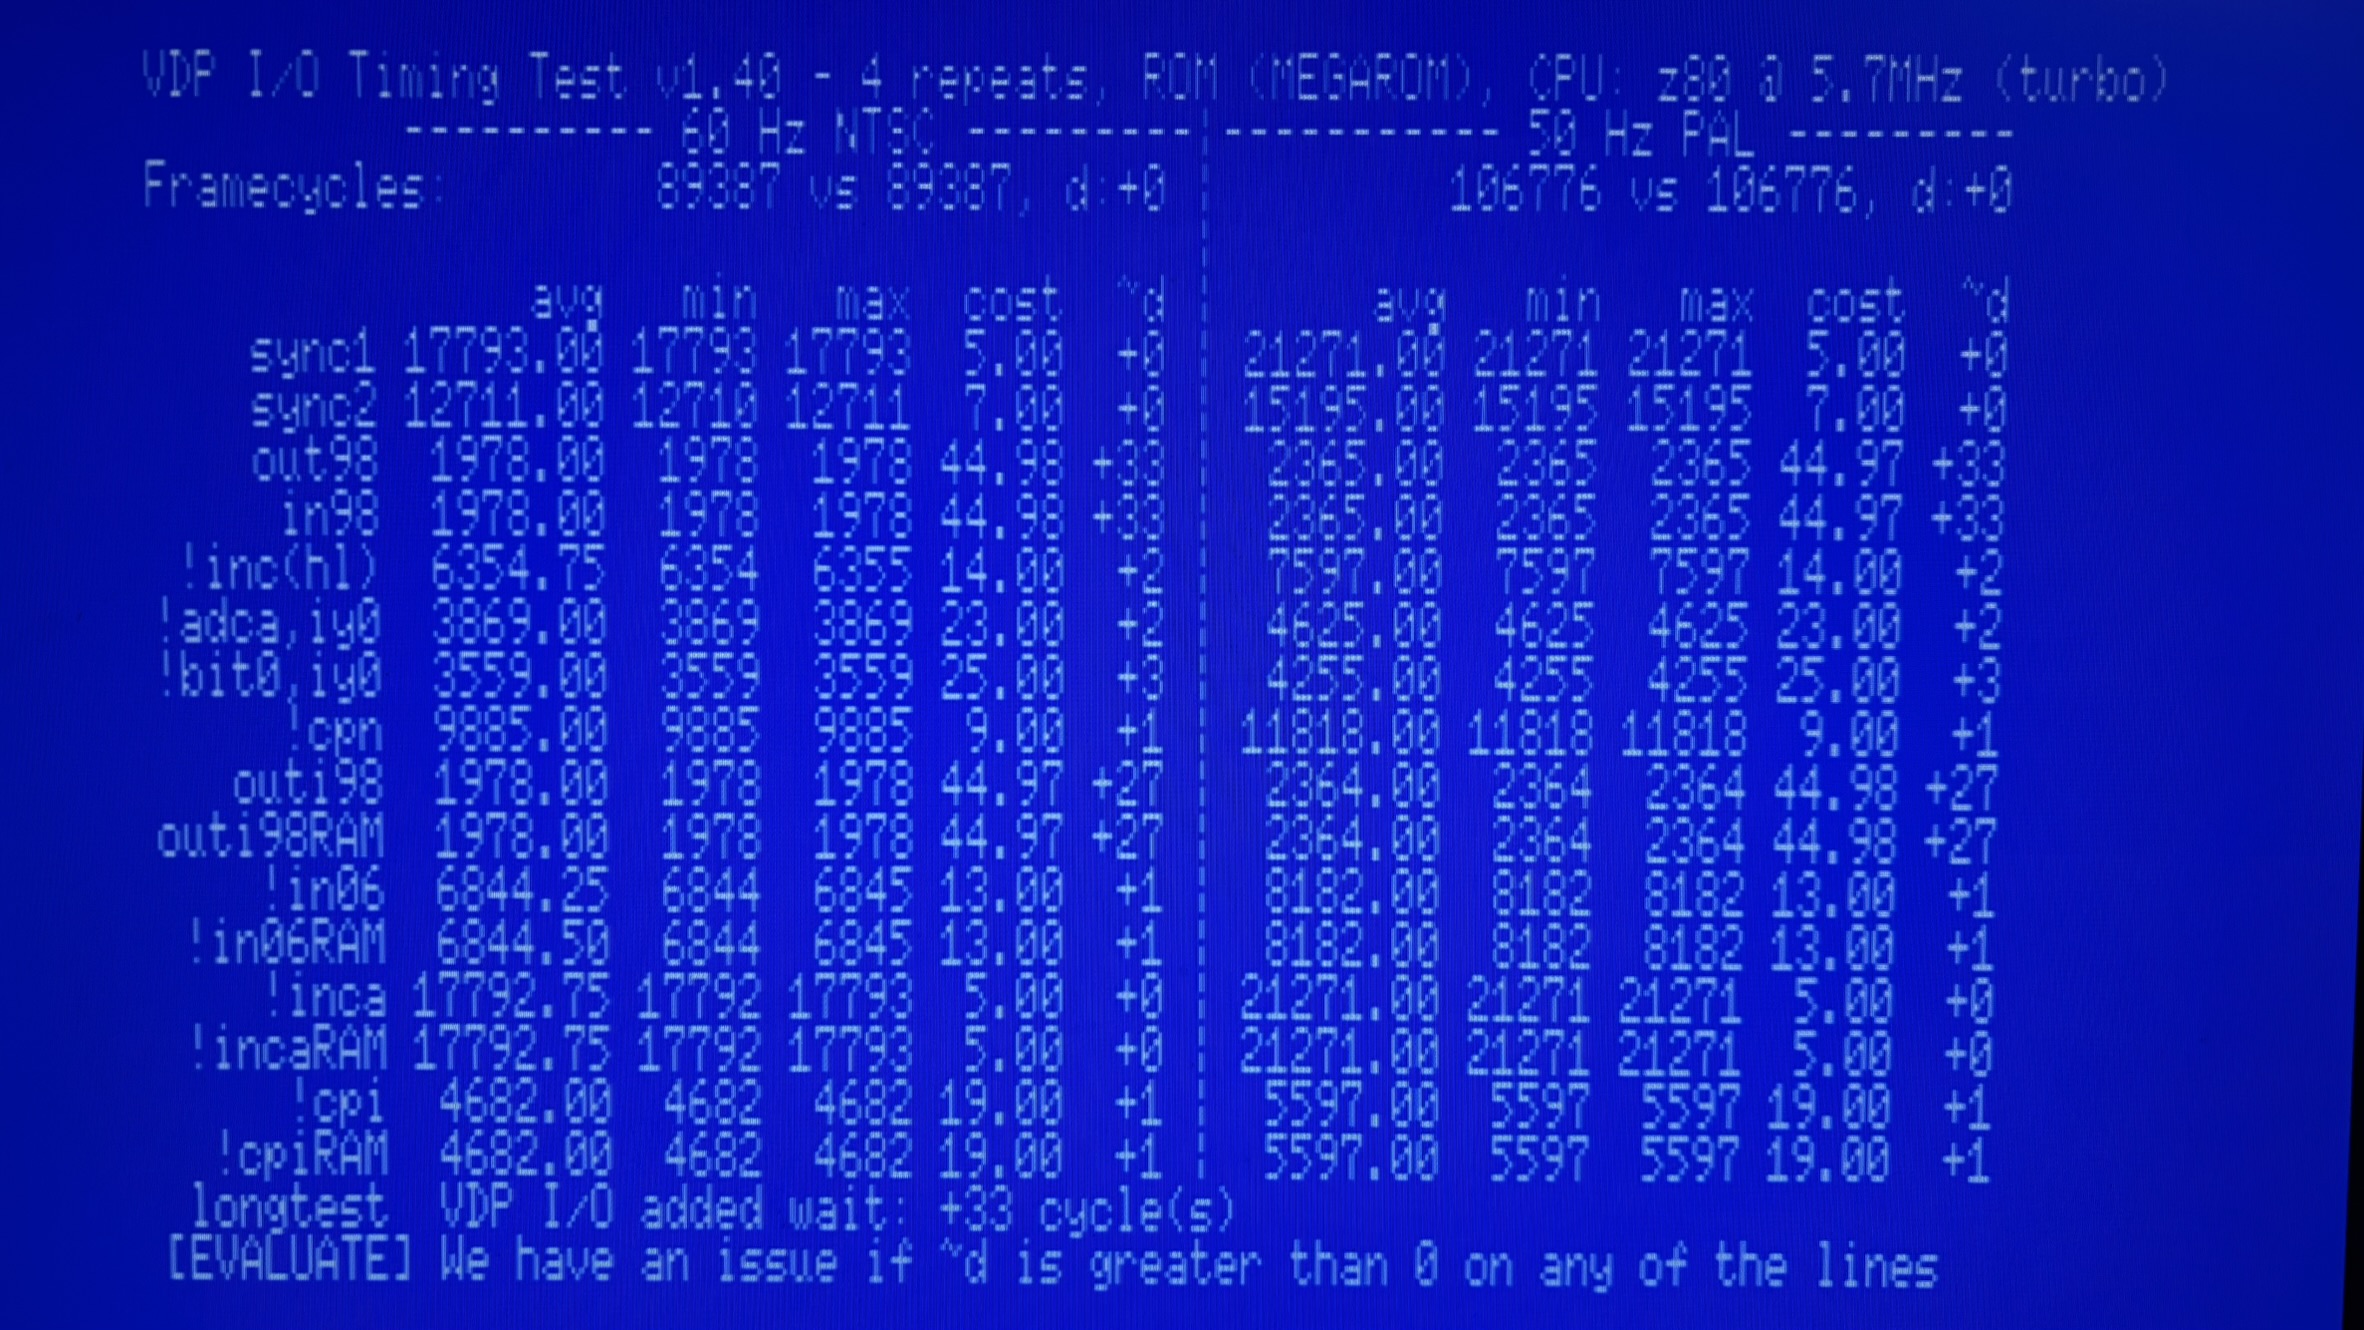 VDP I/O Timing Test v1.40 - 4 repeats, ROM (MEGAROM), CPU: z80 @ 5.7MHz (turbo)
---------- 60 Hz NTSC --------- ----------- 50 Hz PAL ---------
Framecycles: 89387 vs 89387, d:+0 106776 vs 106776, d:+0
avg min max cost ~d avg min max cost ~d
sync1 17793.00 17793 17793 5.00 +0 21271.00 21271 21271 5.00 +0
sync2 12711.00 12710 12711 7.00 +0 15195.00 15195 15195 7.00 +0
out98 1978.00 1978 1978 44.98 +33 2365.00 2365 2365 44.97 +33
in98 1978.00 1978 1978 44.98 +33 2365.00 2365 2365 44.97 +33
!inc(hl) 6354.75 6354 6355 14.00 +2 7597.00 7597 7597 14.00 +2
!adca,iy0 3869.00 3869 3869 23.00 +2 4625.00 4625 4625 23.00 +2
!bit0,iy0 3559.00 3559 3559 25.00 +3 4255.00 4255 4255 25.00 +3
!cpn 9885.00 9885 9885 9.00 +1 11818.00 11818 11818 9.00 +1
outi98 1978.00 1978 1978 44.97 +27 2364.00 2364 2364 44.98 +27
outi98RAM 1978.00 1978 1978 44.97 +27 2364.00 2364 2364 44.98 +27
!in06 6844.25 6844 6845 13.00 +1 8182.00 8182 8182 13.00 +1
!in06RAM 6844.50 6844 6845 13.00 +1 8182.00 8182 8182 13.00 +1
!inca 17792.75 17792 17793 5.00 +0 21271.00 21271 21271 5.00 +0
!incaRAM 17792.75 17792 17793 5.00 +0 21271.00 21271 21271 5.00 +0
!cpi 4682.00 4682 4682 19.00 +1 5597.00 5597 5597 19.00 +1
!cpiRAM 4682.00 4682 4682 19.00 +1 5597.00 5597 5597 19.00 +1
longtest VDP I/O added wait: +33 cycle(s)
[EVALUATE] We have an issue if ~d is greater than 0 on any of the lines